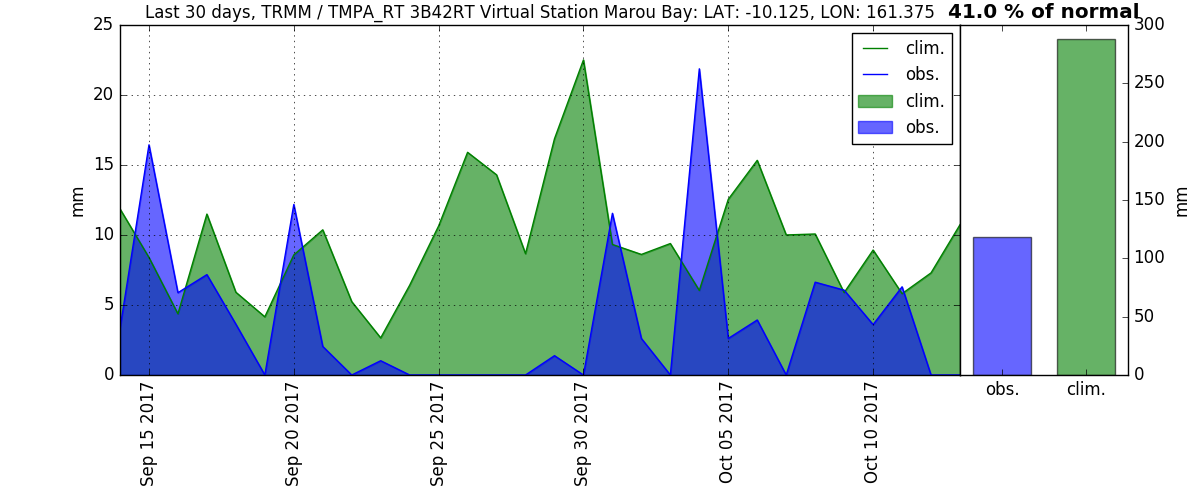 Last 30 days, TRMM / TMPA_RT 3B42RT Virtual Station Marou Bay: LAT: -10.125, LON: 161.375
41.0 % of normal
25
20
15
10
5
0
mm
clim.
obs.
clim.
obs.
300
250
200
150
100
50
0
mm
obs.
clim.
Sep 15 2017
Sep 20 2017
Sep 25 2017
Sep 30 2017
Oct 05 2017
Oct 10 2017